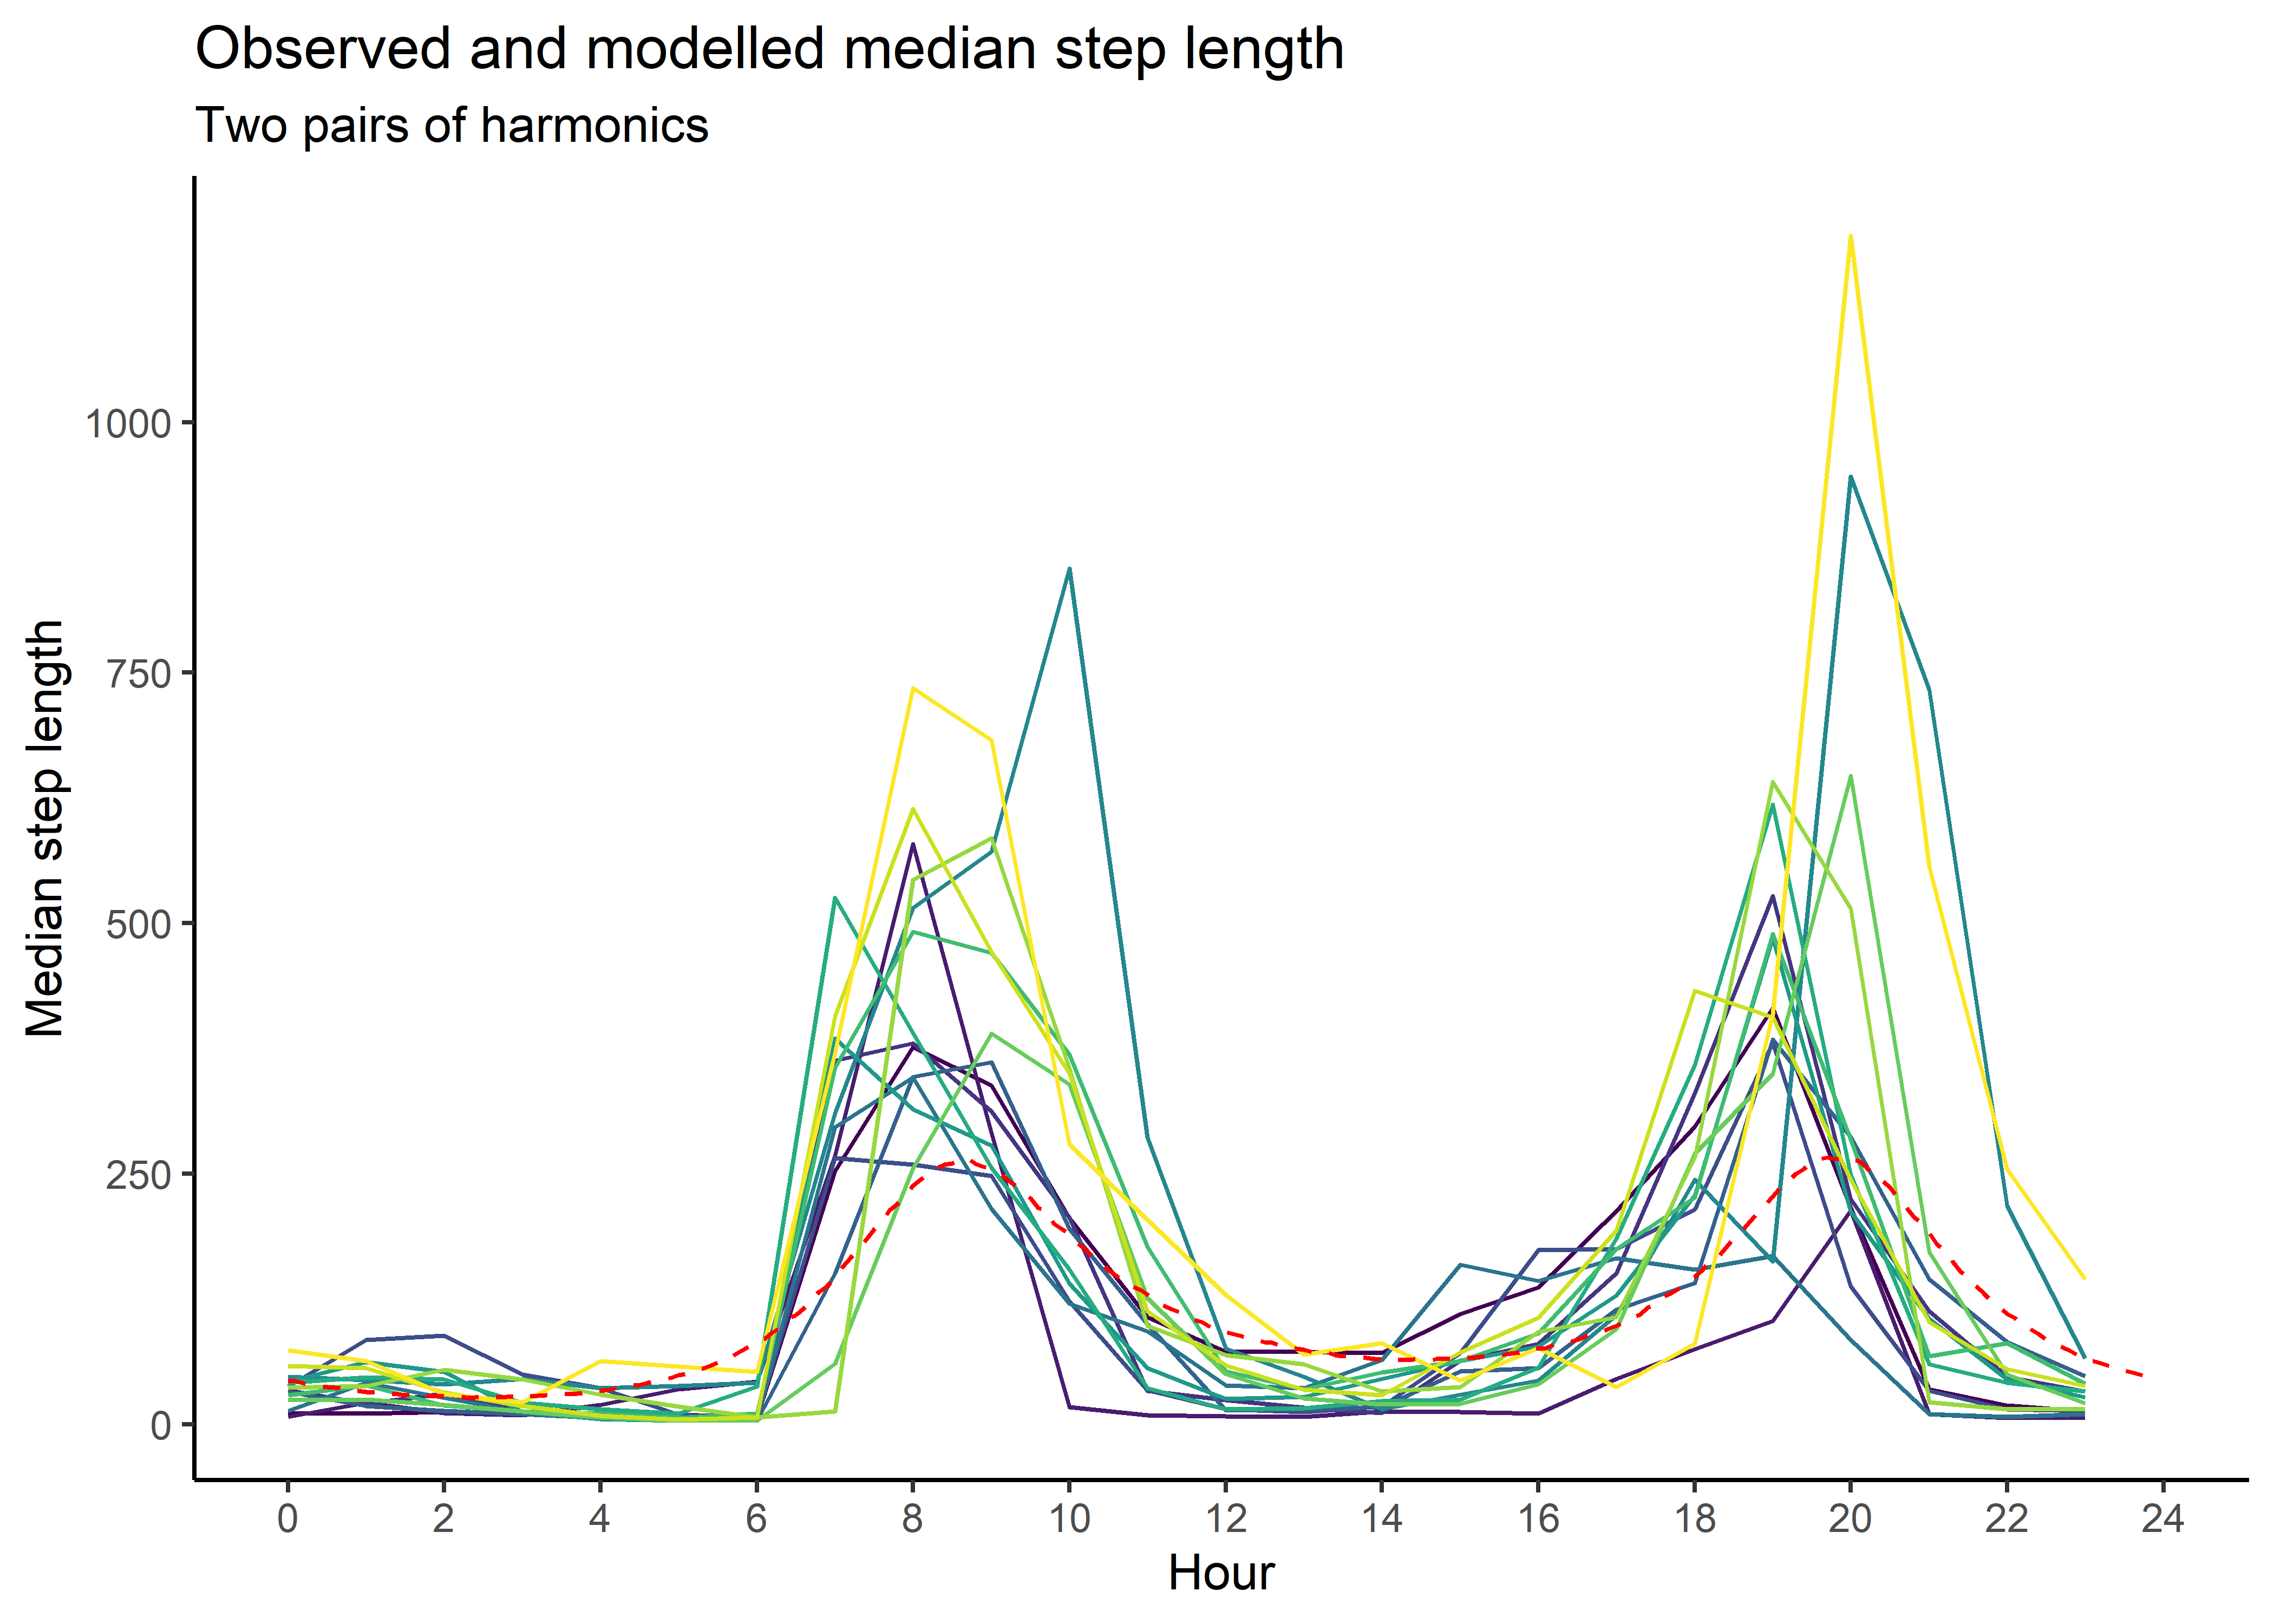 Observed and modelled median step length
Two pairs of harmonics
Median step length
1000
750
500
250
0
0 2 4 6 8 10 12 14 16 18 20 22 24
Hour